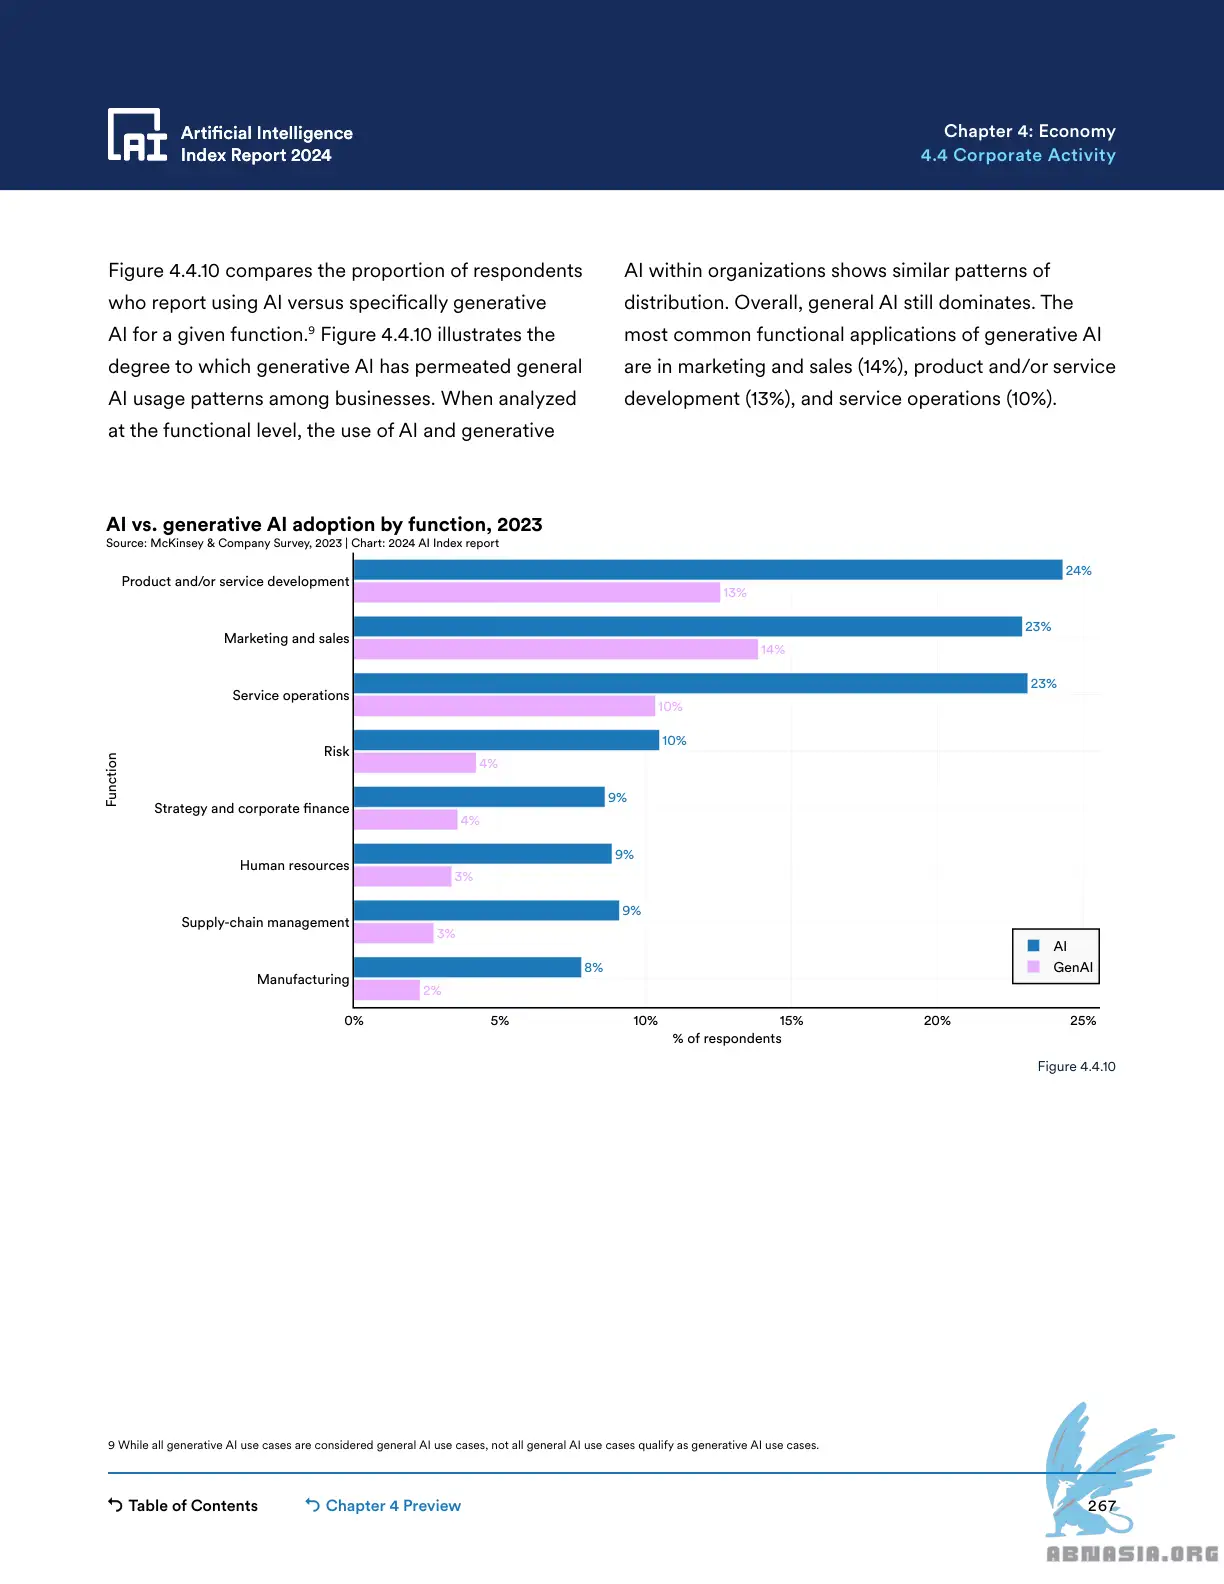 AI
Artificial Intelligence
Index Report 2024
Chapter 4: Economy
4.4 Corporate Activity
Figure 4.4.10 compares the proportion of respondents
who report using AI versus specifically generative
AI for a given function.⁹ Figure 4.4.10 illustrates the
degree to which generative AI has permeated general
AI usage patterns among businesses. When analyzed
at the functional level, the use of AI and generative
AI within organizations shows similar patterns of
distribution. Overall, general AI still dominates. The
most common functional applications of generative AI
are in marketing and sales (14%), product and/or service
development (13%), and service operations (10%).
AI vs. generative AI adoption by function, 2023
Source: McKinsey & Company Survey, 2023 | Chart: 2024 AI Index report
Function
Product and/or service development
24%
13%
Marketing and sales
23%
14%
Service operations
23%
10%
Risk
10%
4%
Strategy and corporate finance
9%
4%
Human resources
9%
3%
Supply-chain management
9%
3%
Manufacturing
8%
2%
AI
GenAI
0% 5% 10% 15% 20% 25%
% of respondents
Figure 4.4.10
9 While all generative AI use cases are considered general AI use cases, not all general AI use cases qualify as generative AI use cases.
Table of Contents
Chapter 4 Preview
267
ABNASIA.ORG